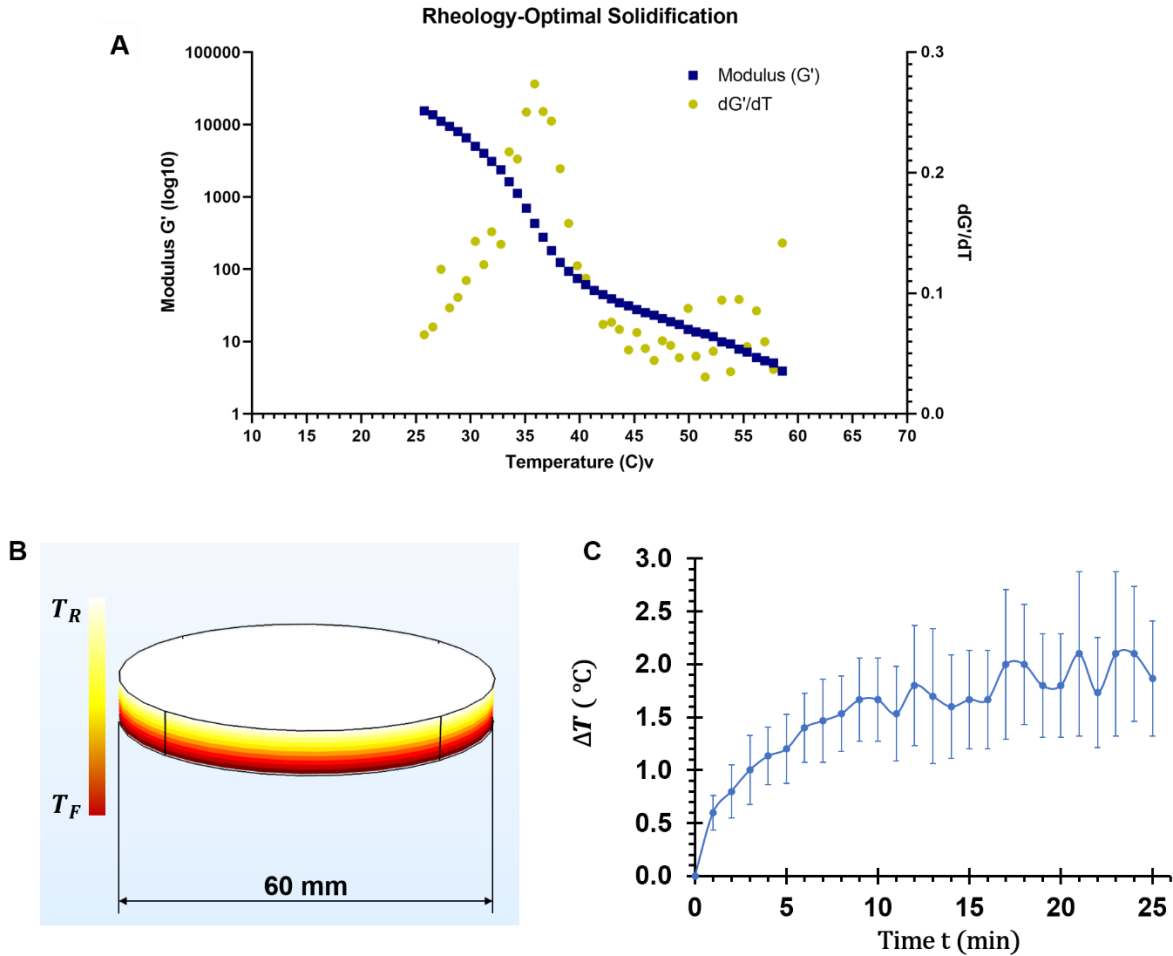 Rheology-Optimal Solidification
A
100000
10000
1000
100
10
1
Modulus G' (log10)
Modulus (G')
dG'/dT
0.3
0.2
0.1
0.0
dG'/dT
10 15 20 25 30 35 40 45 50 55 60 65 70
Temperature (C)v
B
T_R
T_F
60 mm
C
3.0
2.5
2.0
1.5
1.0
0.5
0.0
ΔT ( °C)
0 5 10 15 20 25
Time t (min)